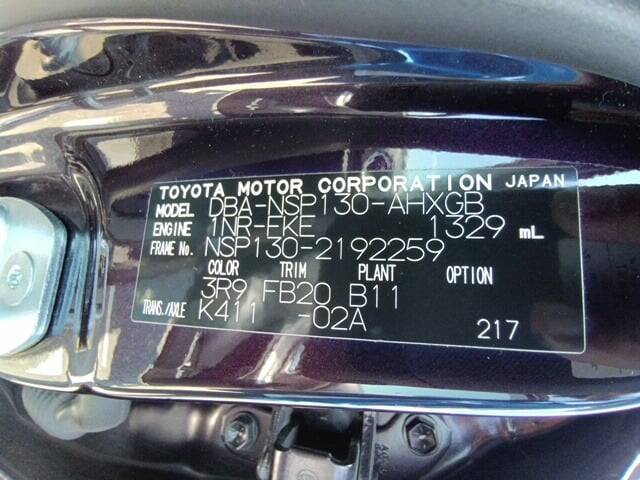 TOYOTA MOTOR CORPORATION JAPAN
MODEL DBA-NSP130-AHXGB
ENGINE 1NR-FKE 1329 mL
FRAME No. NSP130-2192259
COLOR TRIM PLANT OPTION
3R9 FB20 B11
TRANS./AXLE K411 -02A
217